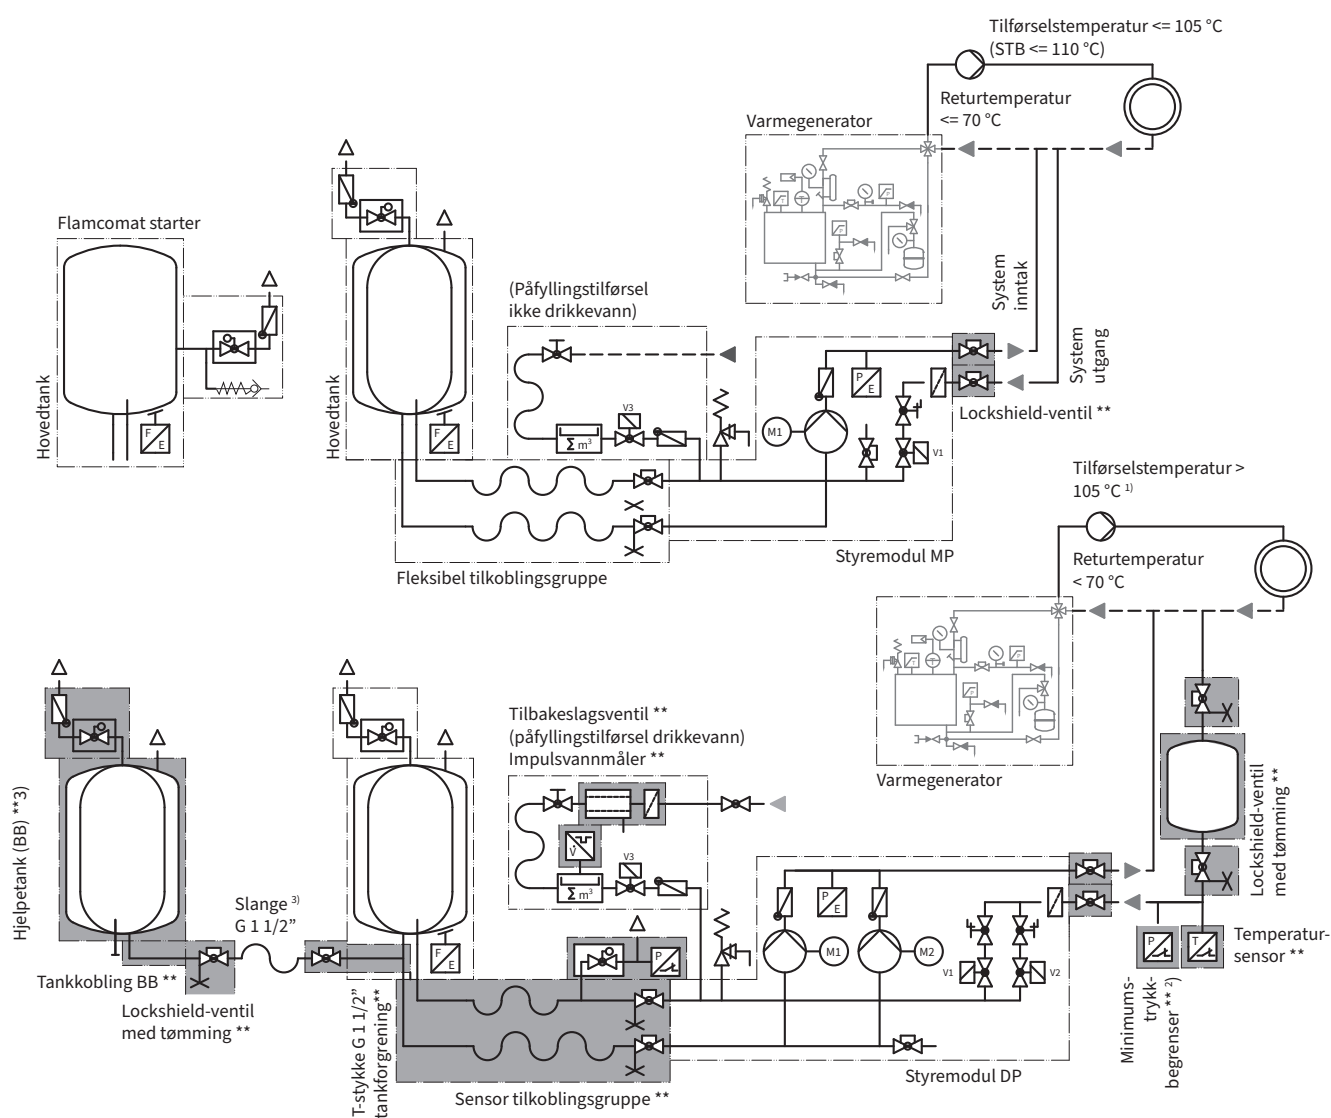 Tilførselstemperatur <= 105 °C
(STB <= 110 °C)
Returtemperatur
<= 70 °C
Varmegenerator
Flamcomat starter
Hovedtank
F
E
Hovedtank
F
E
(Påfyllingstilførsel
ikke drikkevann)
V3
Σ m³
M1
P
E
V1
System
inntak
System
utgang
Lockshield-ventil **
Styremodul MP
Fleksibel tilkoblingsgruppe
Tilførselstemperatur >
105 °C ¹⁾
Returtemperatur
< 70 °C
Varmegenerator
Hjelpetank (BB) **3)
Tankkobling BB **
Lockshield-ventil
med tømming **
Slange ³⁾
G 1 1/2”
T-stykke G 1 1/2”
tankforgrening**
F
E
Tilbakeslagsventil **
(påfyllingstilførsel drikkevann)
Impulsvannmåler **
V̇
V3
Σ m³
P
Sensor tilkoblingsgruppe **
P
E
M1
M2
V1
V2
Styremodul DP
Lockshield-ventil
med tømming **
P
T
Temperatur-
sensor **
Minimums-
trykk-
begrenser ** ²⁾